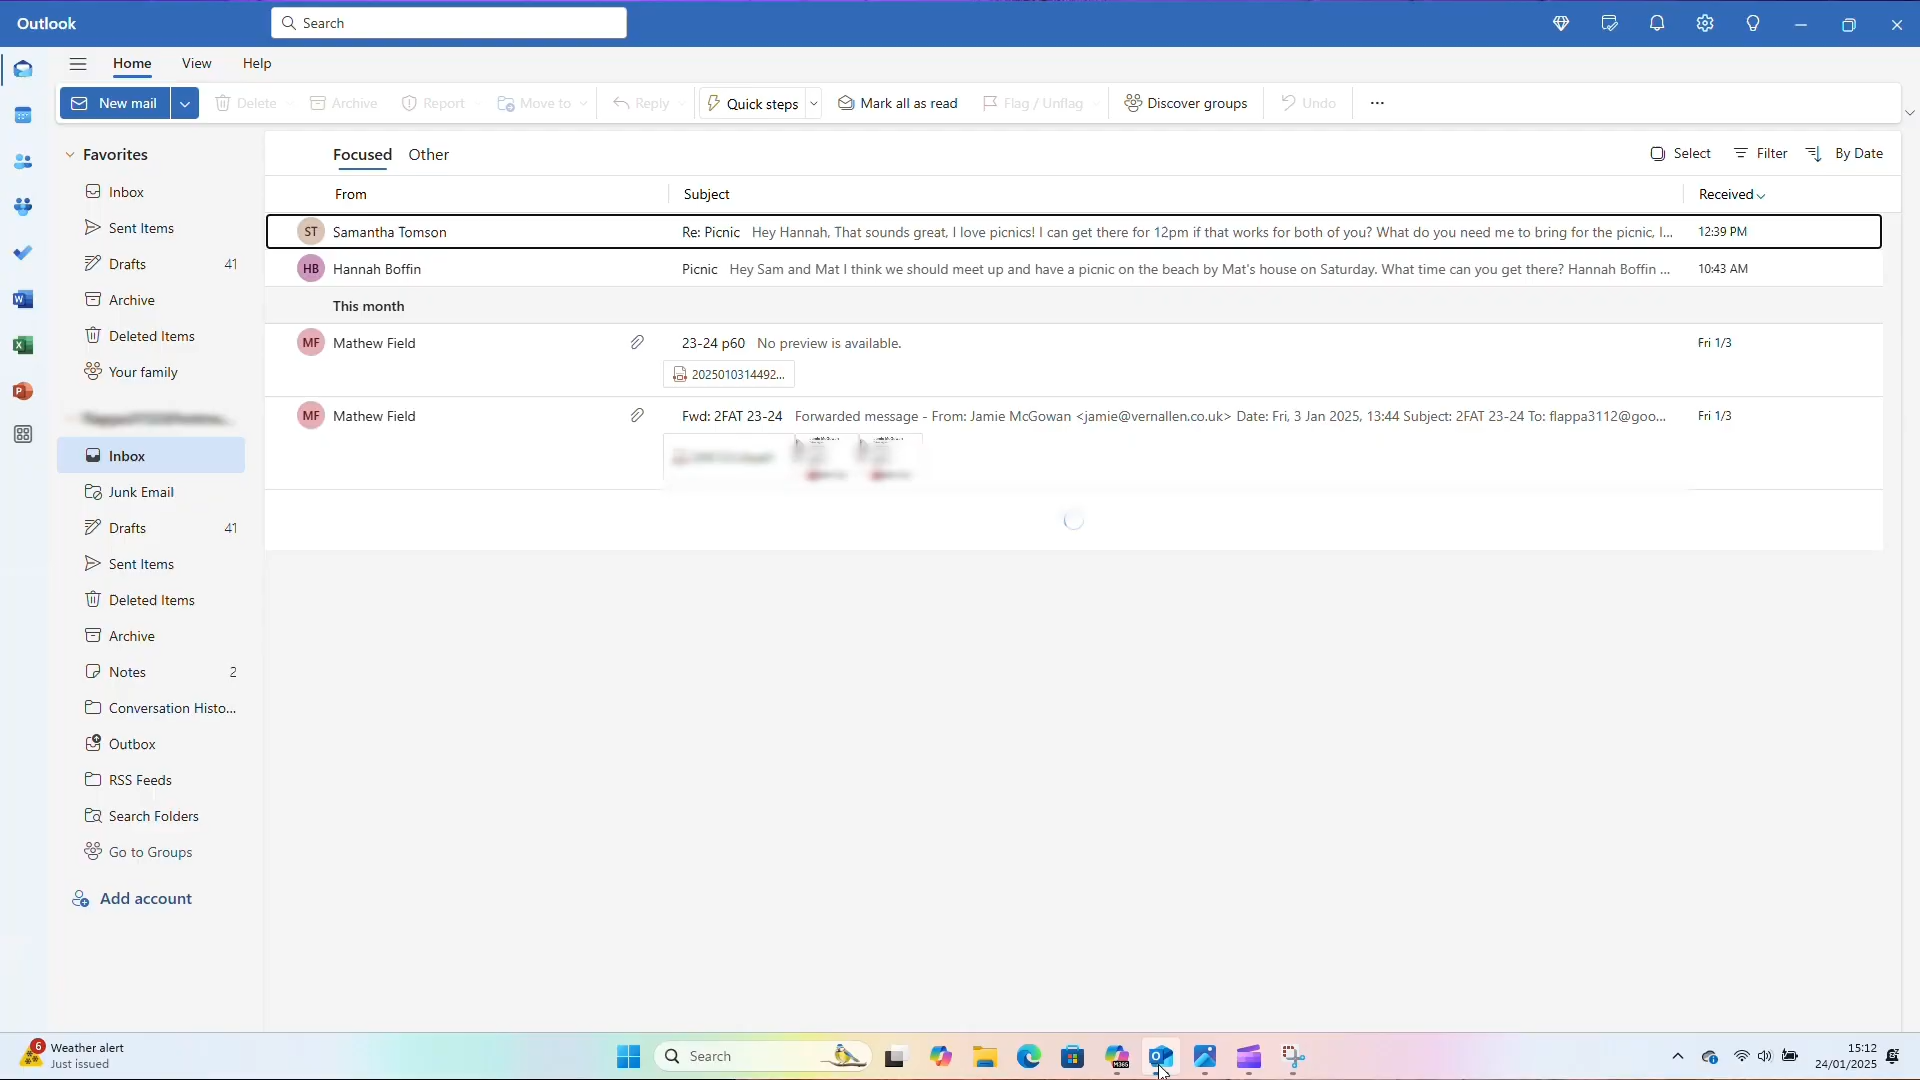 Outlook
Search
Home View Help
New mail Delete Archive Report Move to Reply Quick steps Mark all as read Flag / Unflag Discover groups Undo ...
Favorites
Inbox
Sent Items
Drafts 41
Archive
Deleted Items
Your family
Inbox
Junk Email
Drafts 41
Sent Items
Deleted Items
Archive
Notes 2
Conversation Histo...
Outbox
RSS Feeds
Search Folders
Go to Groups
Add account
Focused Other Select Filter By Date
From Subject Received
ST Samantha Tomson Re: Picnic Hey Hannah, That sounds great, I love picnics! I can get there for 12pm if that works for both of you? What do you need me to bring for the picnic, I... 12:39 PM
HB Hannah Boffin Picnic Hey Sam and Mat I think we should meet up and have a picnic on the beach by Mat's house on Saturday. What time can you get there? Hannah Boffin ... 10:43 AM
This month
MF Mathew Field 23-24 p60 No preview is available. Fri 1/3
2025010314492...
MF Mathew Field Fwd: 2FAT 23-24 Forwarded message - From: Jamie McGowan <jamie@vernallen.co.uk> Date: Fri, 3 Jan 2025, 13:44 Subject: 2FAT 23-24 To: flappa3112@goo... Fri 1/3
6 Weather alert
Just issued
Search
M365
15:12
24/01/2025